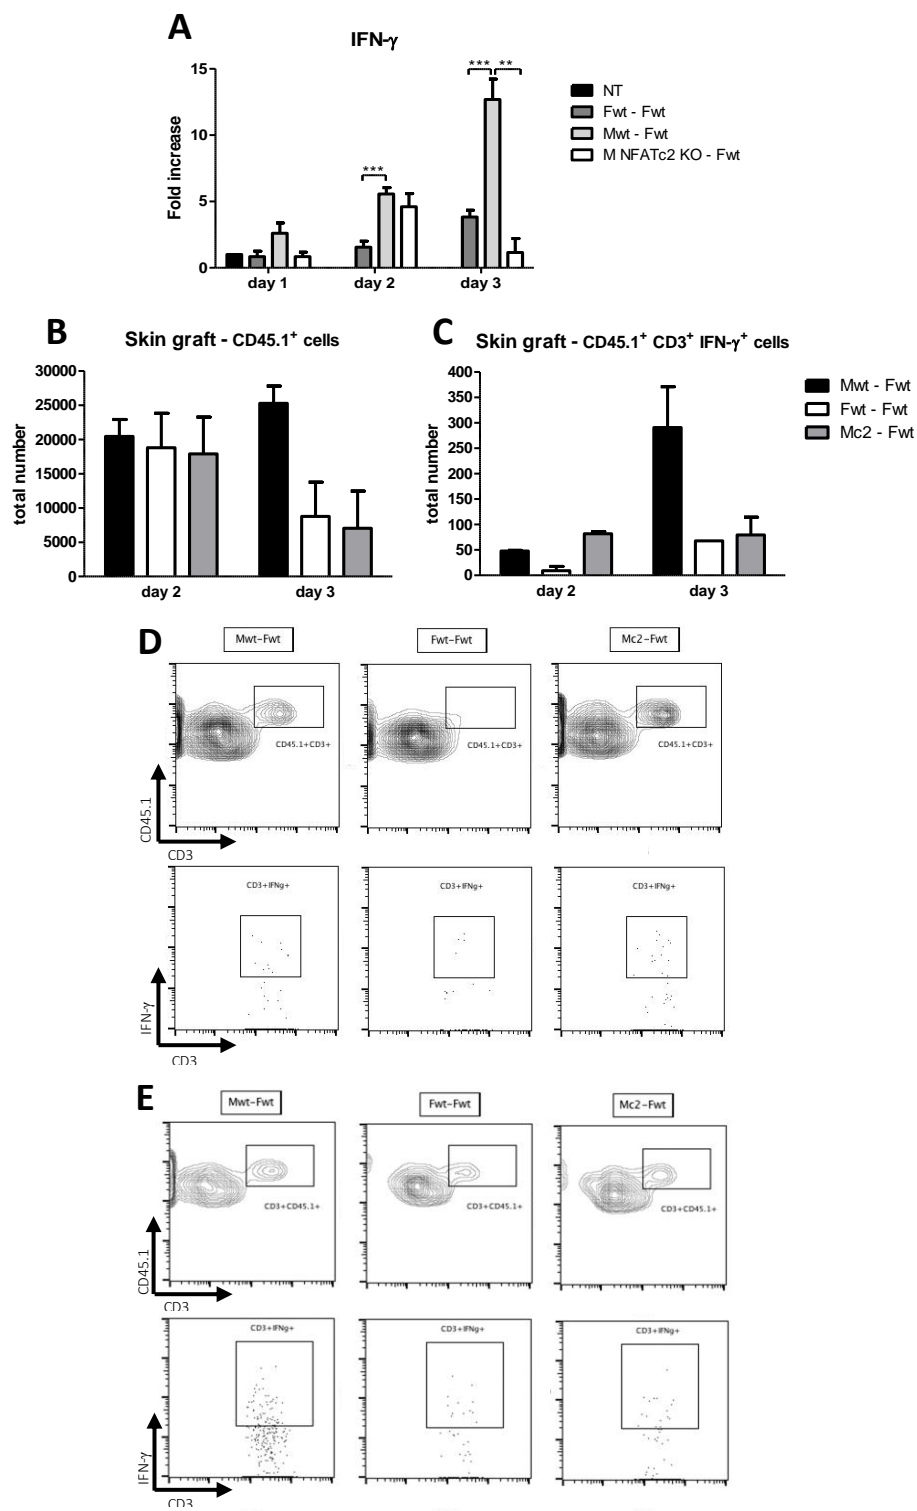 A
IFN-γ
15
10
5
0
Fold increase
day 1
day 2
day 3
***
***
**
NT
Fwt - Fwt
Mwt - Fwt
M NFATc2 KO - Fwt
B
Skin graft - CD45.1+ cells
30000
25000
20000
15000
10000
5000
0
total number
day 2
day 3
C
Skin graft - CD45.1+ CD3+ IFN-γ+ cells
400
350
300
250
200
150
100
50
0
total number
day 2
day 3
Mwt - Fwt
Fwt - Fwt
Mc2 - Fwt
D
Mwt-Fwt
Fwt-Fwt
Mc2-Fwt
CD45.1+CD3+
CD45.1+CD3+
CD45.1+CD3+
CD45.1
CD3
CD3+IFNg+
CD3+IFNg+
CD3+IFNg+
IFN-γ
CD3
E
Mwt-Fwt
Fwt-Fwt
Mc2-Fwt
CD3+CD45.1+
CD3+CD45.1+
CD3+CD45.1+
CD45.1
CD3
CD3+IFNg+
CD3+IFNg+
CD3+IFNg+
IFN-γ
CD3